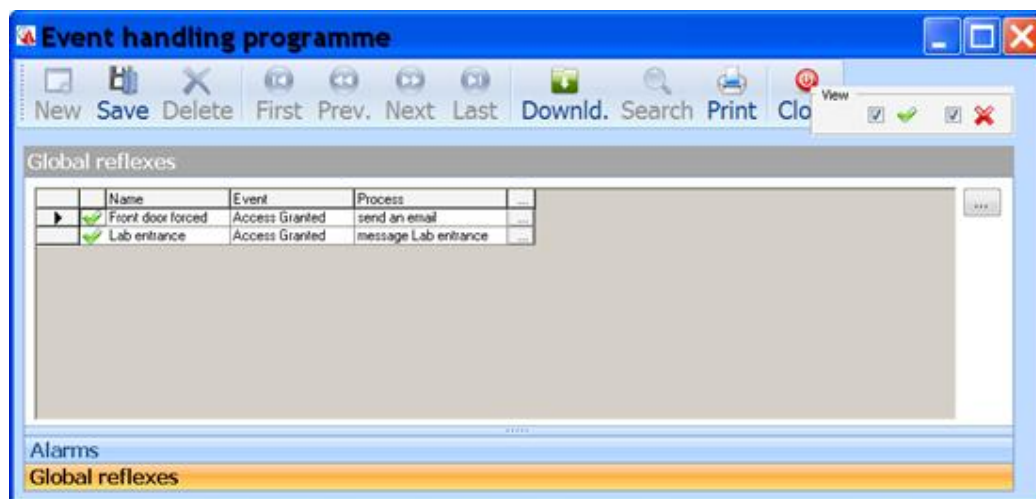 Event handling programme
New Save Delete First Prev. Next Last Downld. Search Print Clo
View
Global reflexes
Name Event Process ...
Front door forced Access Granted send an email ...
Lab entrance Access Granted message Lab entrance ...
...
Alarms
Global reflexes